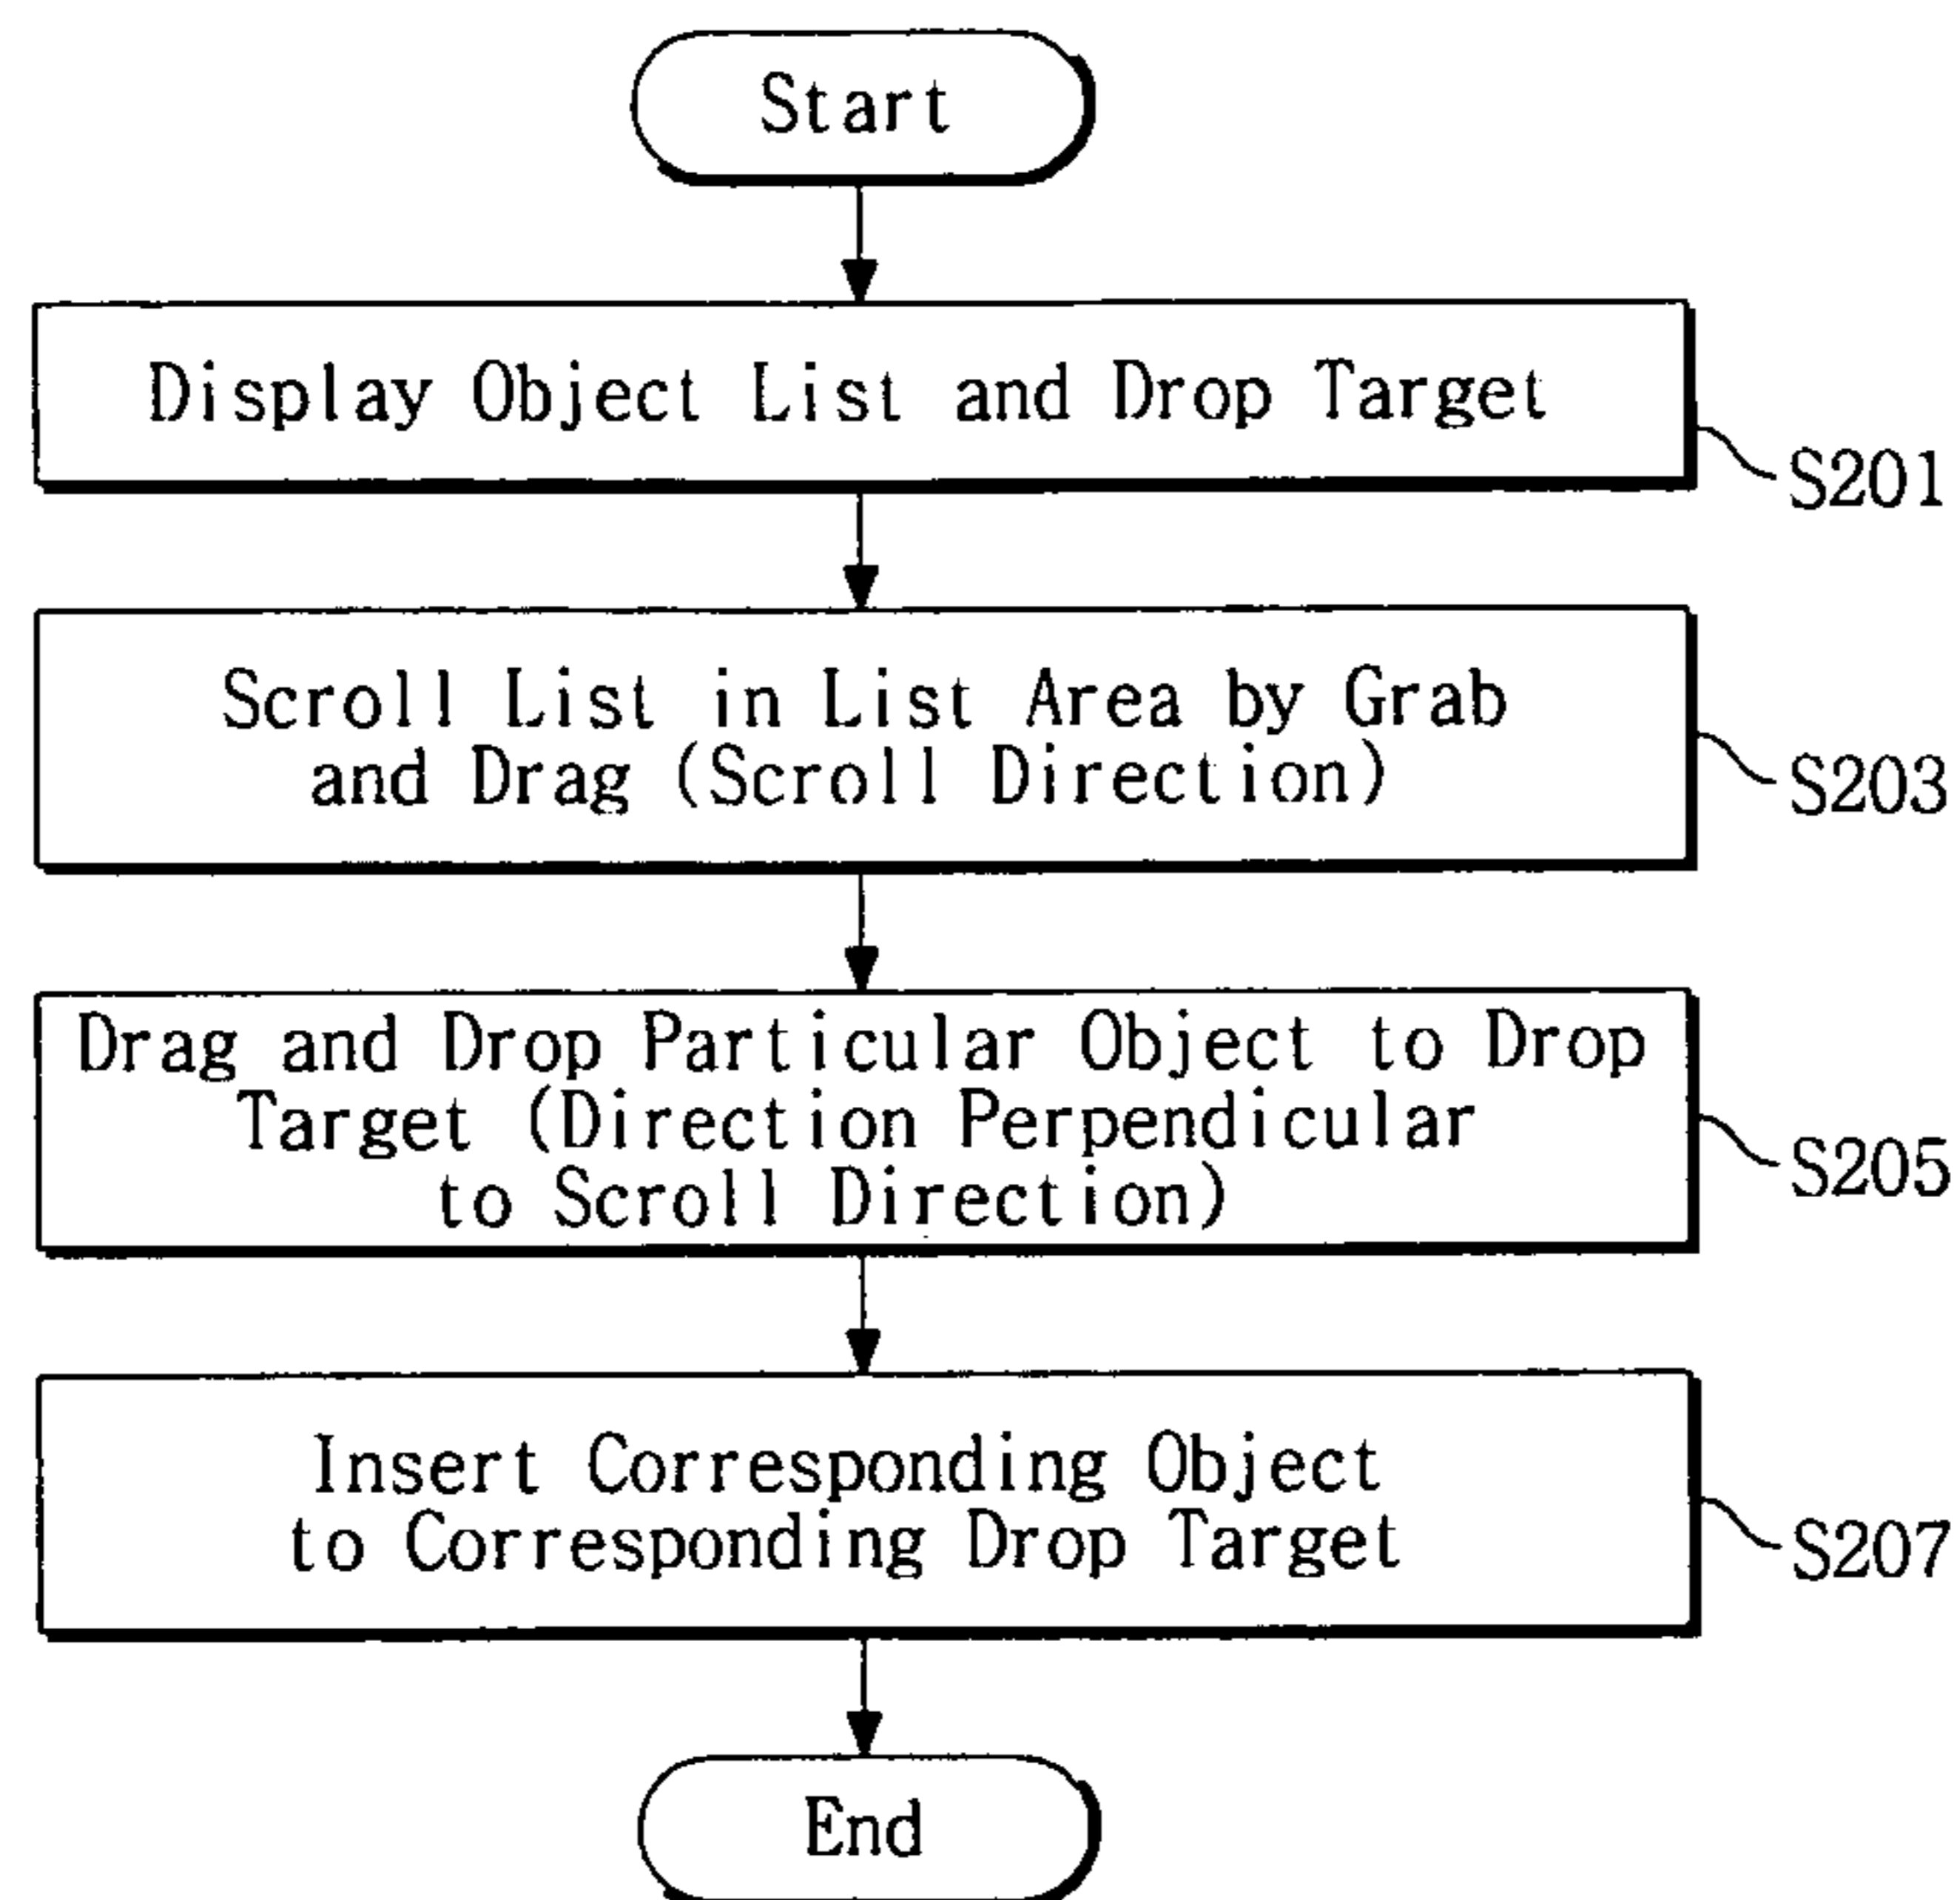 Start
Display Object List and Drop Target
S201
Scroll List in List Area by Grab
and Drag (Scroll Direction)
S203
Drag and Drop Particular Object to Drop
Target (Direction Perpendicular
to Scroll Direction)
S205
Insert Corresponding Object
to Corresponding Drop Target
S207
End